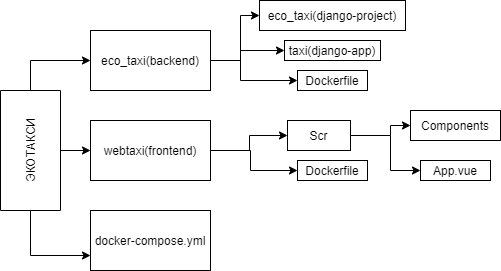 ЭКОТАКСИ
eco_taxi(backend)
eco_taxi(django-project)
taxi(django-app)
Dockerfile
webtaxi(frontend)
Scr
Components
App.vue
Dockerfile
docker-compose.yml